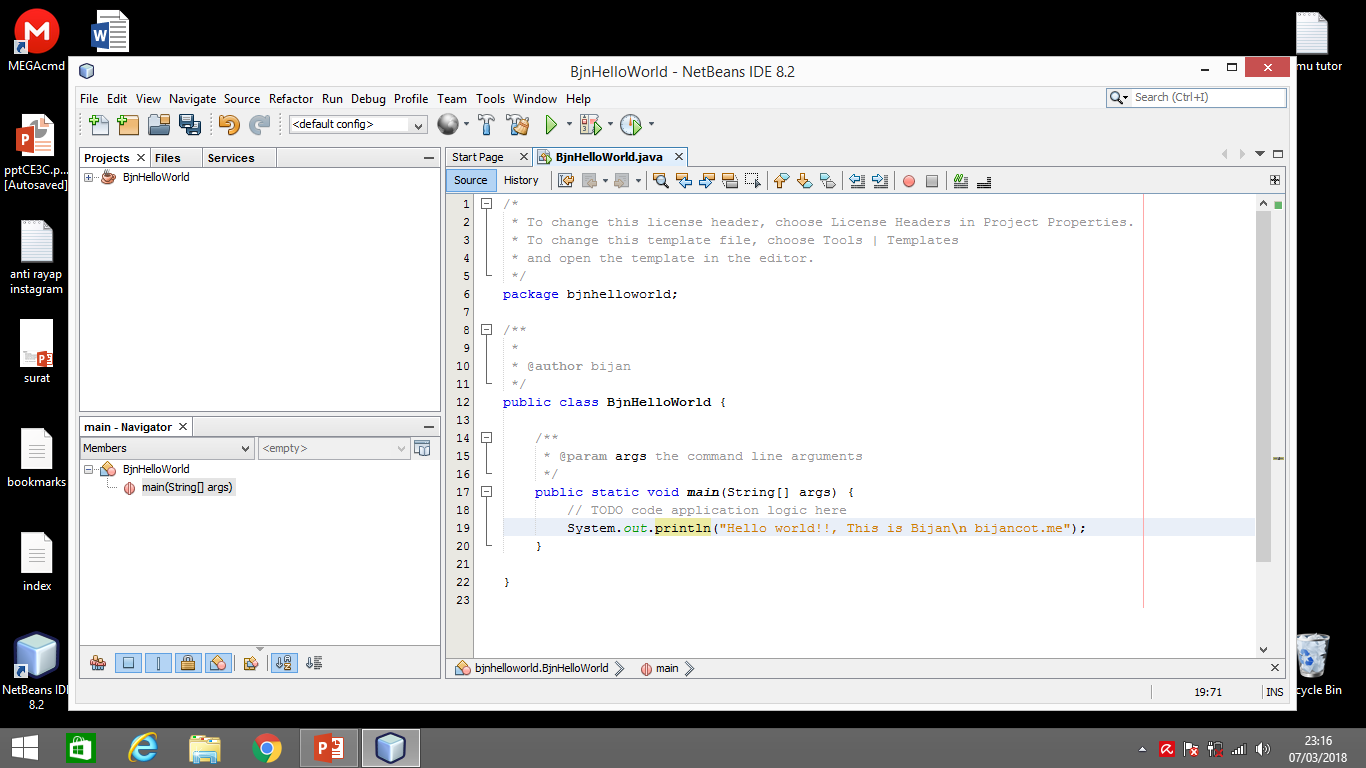 MEGAcmd
pptCE3C.p...
[Autosaved]
anti rayap
instagram
surat
bookmarks
index
NetBeans IDE
8.2
mu tutor
cycle Bin
BjnHelloWorld - NetBeans IDE 8.2
File Edit View Navigate Source Refactor Run Debug Profile Team Tools Window Help
Search (Ctrl+I)
<default config>
Projects Files Services
BjnHelloWorld
main - Navigator
Members <empty>
BjnHelloWorld
main(String[] args)
Start Page BjnHelloWorld.java
Source History
1 /*
2 * To change this license header, choose License Headers in Project Properties.
3 * To change this template file, choose Tools | Templates
4 * and open the template in the editor.
5 */
6 package bjnhelloworld;
7
8 /**
9 *
10 * @author bijan
11 */
12 public class BjnHelloWorld {
13
14 /**
15 * @param args the command line arguments
16 */
17 public static void main(String[] args) {
18 // TODO code application logic here
19 System.out.println("Hello world!!, This is Bijan\n bijancot.me");
20 }
21
22 }
23
bjnhelloworld.BjnHelloWorld main
19:71 INS
23:16
07/03/2018